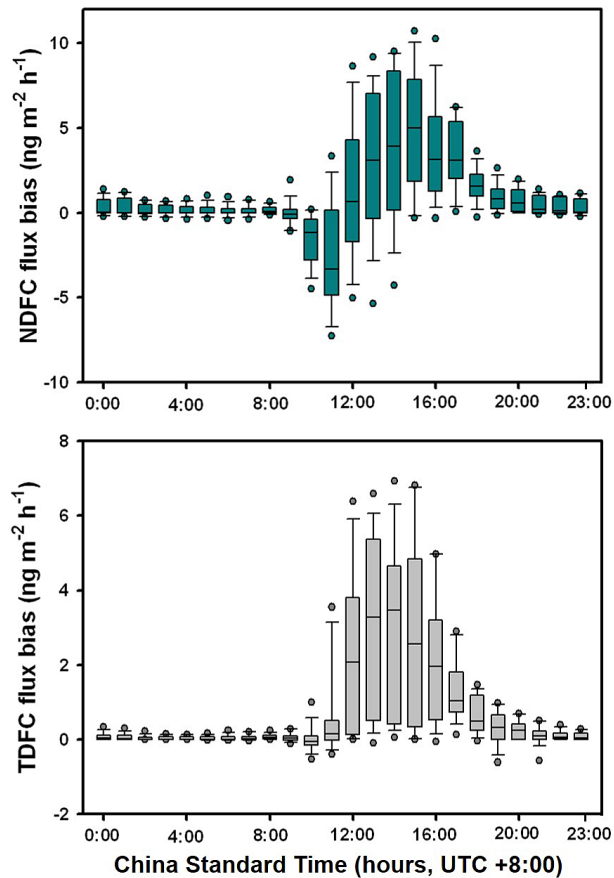 NDFC flux bias (ng m⁻² h⁻¹)
10
5
0
-5
-10
0:00 4:00 8:00 12:00 16:00 20:00 23:00
TDFC flux bias (ng m⁻² h⁻¹)
8
6
4
2
0
-2
0:00 4:00 8:00 12:00 16:00 20:00 23:00
China Standard Time (hours, UTC +8:00)